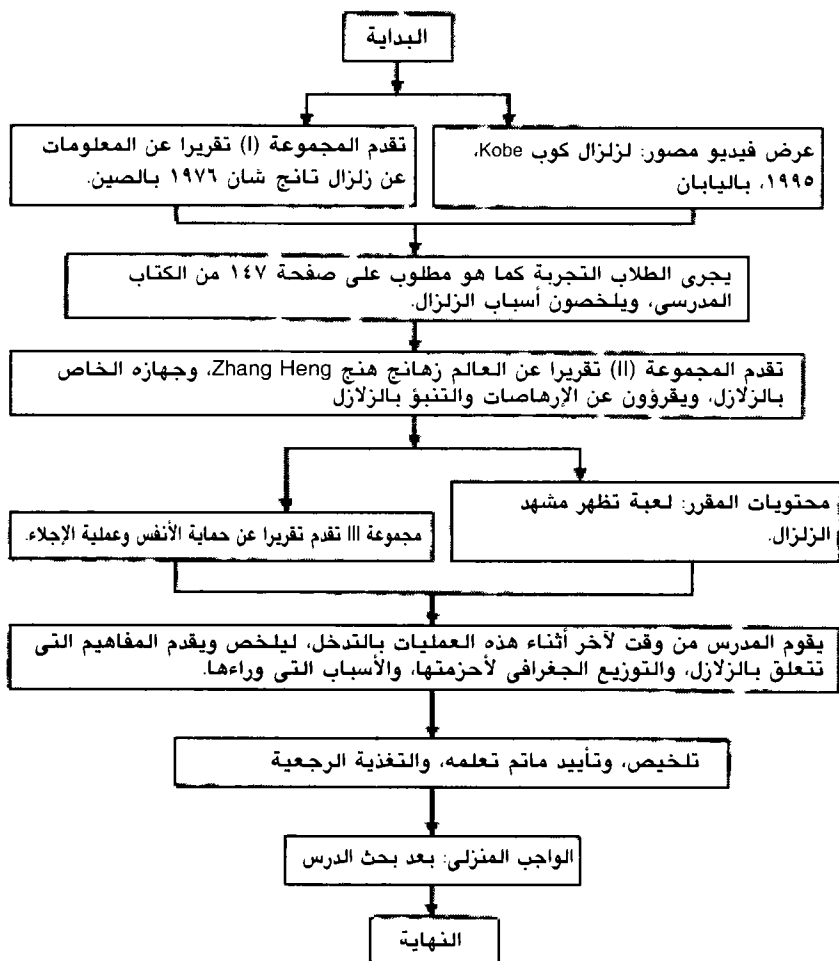 البداية
عرض فيديو مصور: لزلزال كوب Kobe،
١٩٩٥، باليابان
تقدم المجموعة (I) تقريرا عن المعلومات
عن زلزال تانج شان ١٩٧٦ بالصين.
يجرى الطلاب التجربة كما هو مطلوب على صفحة ١٤٧ من الكتاب
المدرسى، ويلخصون أسباب الزلزال.
تقدم المجموعة (II) تقريرا عن العالم زهانج هنج Zhang Heng، وجهازه الخاص
بالزلازل، ويقرؤون عن الإرهاصات والتنبؤ بالزلازل
محتويات المقرر: لعبة تظهر مشهد
الزلزال.
مجموعة III تقدم تقريرا عن حماية الأنفس وعملية الإجلاء.
يقوم المدرس من وقت لآخر أثناء هذه العمليات بالتدخل، ليلخص ويقدم المفاهيم التى
تتعلق بالزلازل، والتوزيع الجغرافى لأحزمتها، والأسباب التى وراءها.
تلخيص، وتأييد ماتم تعلمه، والتغذية الرجعية
الواجب المنزلى: بعد بحث الدرس
النهاية